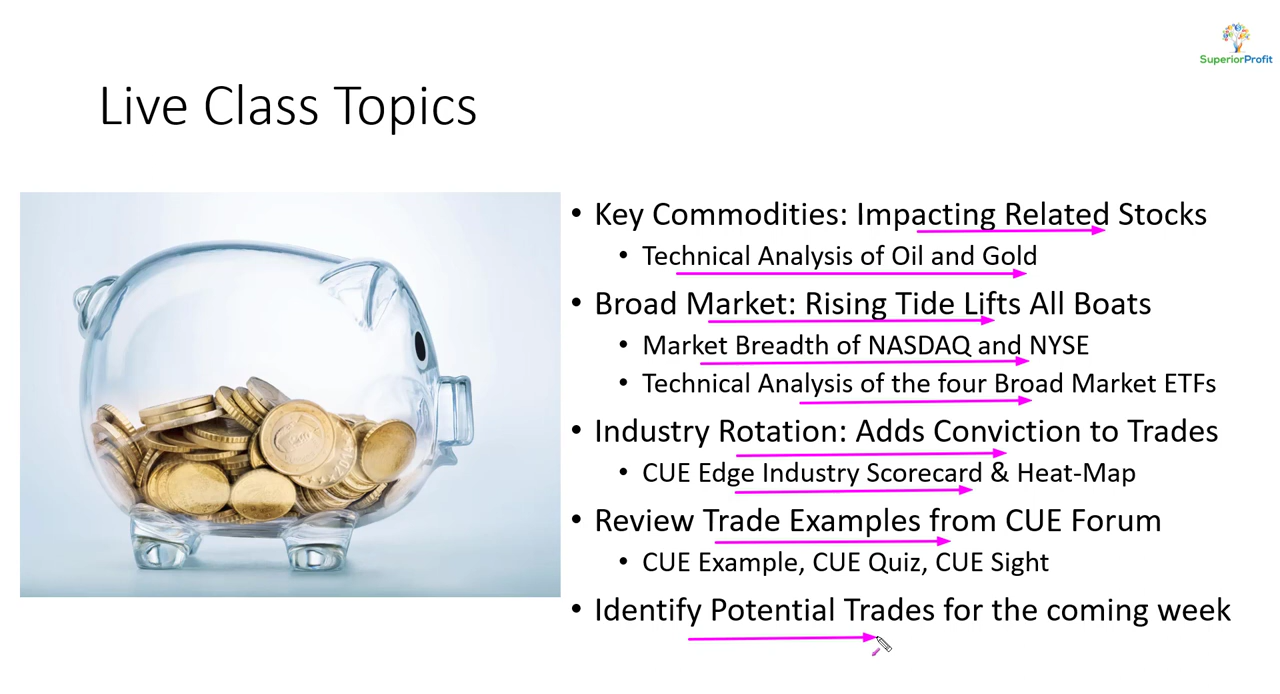 SuperiorProfit
Live Class Topics
• Key Commodities: Impacting Related Stocks
• Technical Analysis of Oil and Gold
• Broad Market: Rising Tide Lifts All Boats
• Market Breadth of NASDAQ and NYSE
• Technical Analysis of the four Broad Market ETFs
• Industry Rotation: Adds Conviction to Trades
• CUE Edge Industry Scorecard & Heat-Map
• Review Trade Examples from CUE Forum
• CUE Example, CUE Quiz, CUE Sight
• Identify Potential Trades for the coming week